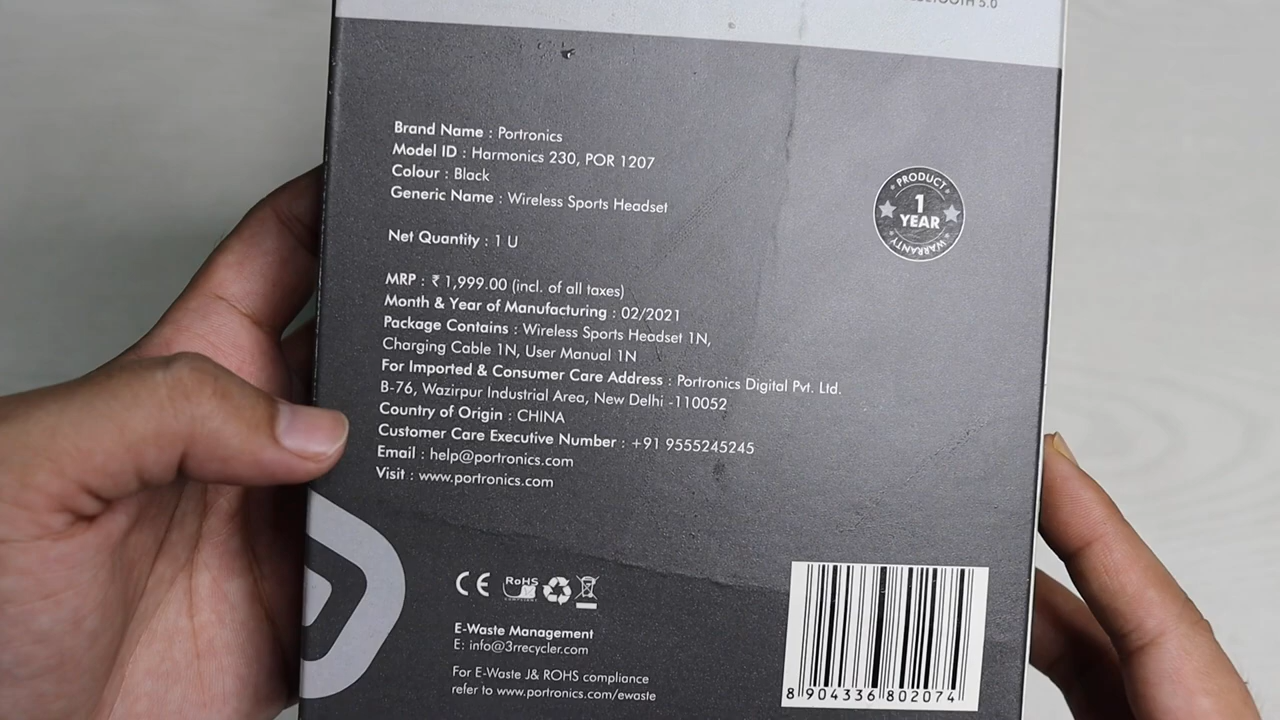 5.0
Brand Name : Portronics
Model ID : Harmonics 230, POR 1207
Colour : Black
Generic Name : Wireless Sports Headset
Net Quantity : 1 U
MRP : ₹ 1,999.00 (incl. of all taxes)
Month & Year of Manufacturing : 02/2021
Package Contains : Wireless Sports Headset 1N,
Charging Cable 1N, User Manual 1N
For Imported & Consumer Care Address : Portronics Digital Pvt. Ltd.
B-76, Wazirpur Industrial Area, New Delhi -110052
Country of Origin : CHINA
Customer Care Executive Number : +91 9555245245
Email : help@portronics.com
Visit : www.portronics.com
PRODUCT
1
YEAR
WARRANTY
CE RoHS
E-Waste Management
E: info@3rrecycler.com
For E-Waste J& ROHS compliance
refer to www.portronics.com/ewaste
8 904336 802074